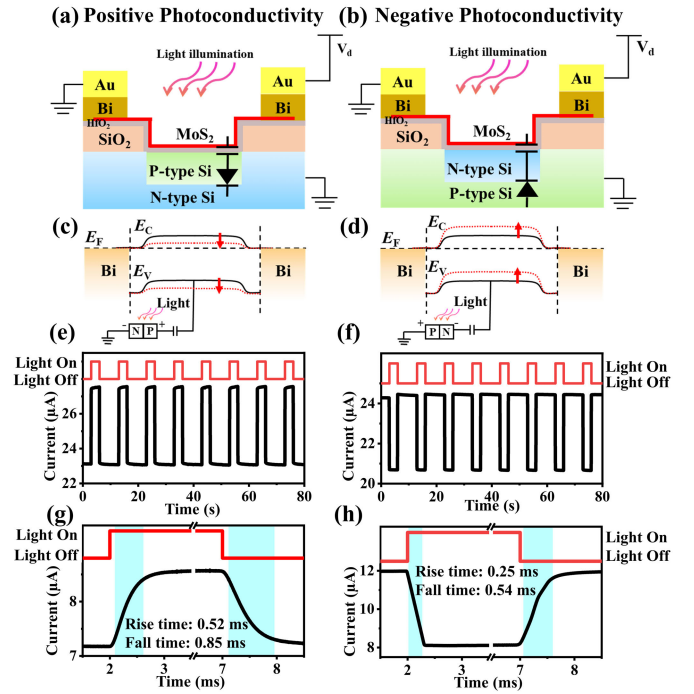 (a) Positive Photoconductivity
(b) Negative Photoconductivity
Light illumination
V_d
Au
Bi
HfO₂
SiO₂
MoS₂
P-type Si
N-type Si
Au
Bi
Light illumination
V_d
Au
Bi
HfO₂
SiO₂
MoS₂
N-type Si
P-type Si
Au
Bi
(c)
E_C
E_F
Bi
E_V
Bi
Light
- N P +
(d)
E_C
E_F
Bi
E_V
Bi
Light
+ P N -
(e)
Light On
Light Off
Current (μA)
26
24
22
0 20 40 60 80
Time (s)
(f)
Light On
Light Off
Current (μA)
24
22
20
0 20 40 60 80
Time (s)
(g)
Light On
Light Off
Current (μA)
8
7
Rise time: 0.52 ms
Fall time: 0.85 ms
2 3 7 8
Time (ms)
(h)
Light On
Light Off
Current (μA)
12
10
8
Rise time: 0.25 ms
Fall time: 0.54 ms
2 3 7 8
Time (ms)